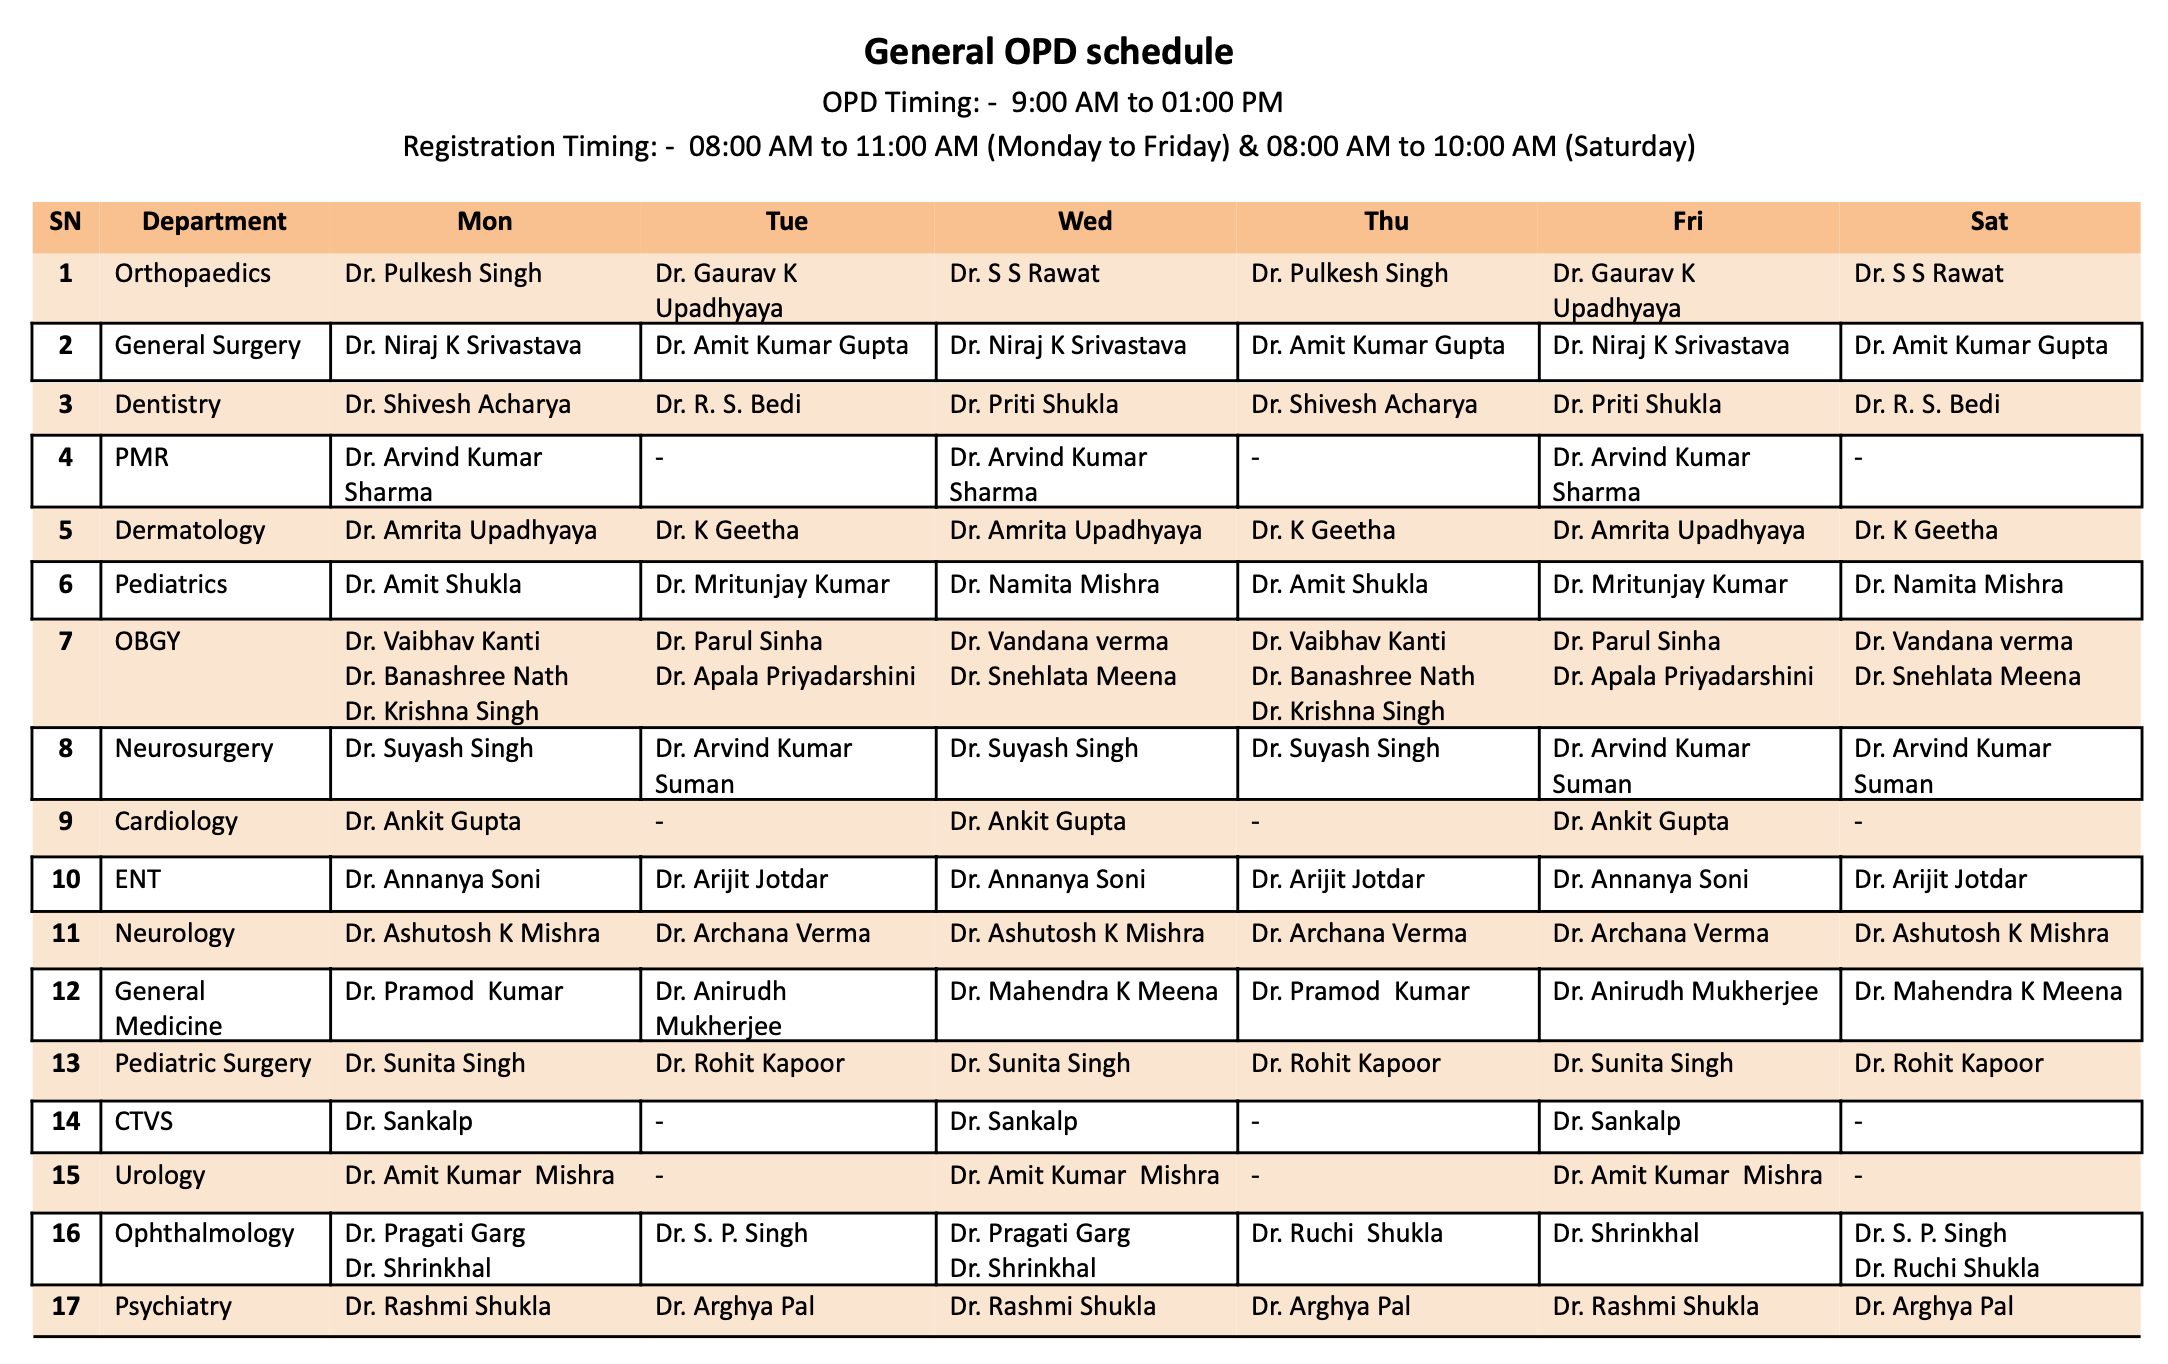 General OPD schedule
OPD Timing: -  9:00 AM to 01:00 PM
Registration Timing: -  08:00 AM to 11:00 AM (Monday to Friday) & 08:00 AM to 10:00 AM (Saturday)
SN Department Mon Tue Wed Thu Fri Sat
1 Orthopaedics Dr. Pulkesh Singh Dr. Gaurav K Dr. S S Rawat Dr. Pulkesh Singh Dr. Gaurav K Dr. S S Rawat
Upadhyaya Upadhyaya
2 General Surgery Dr. Niraj K Srivastava Dr. Amit Kumar Gupta Dr. Niraj K Srivastava Dr. Amit Kumar Gupta Dr. Niraj K Srivastava Dr. Amit Kumar Gupta
3 Dentistry Dr. Shivesh Acharya Dr. R. S. Bedi Dr. Priti Shukla Dr. Shivesh Acharya Dr. Priti Shukla Dr. R. S. Bedi
4 PMR Dr. Arvind Kumar - Dr. Arvind Kumar - Dr. Arvind Kumar -
Sharma Sharma Sharma
5 Dermatology Dr. Amrita Upadhyaya Dr. K Geetha Dr. Amrita Upadhyaya Dr. K Geetha Dr. Amrita Upadhyaya Dr. K Geetha
6 Pediatrics Dr. Amit Shukla Dr. Mritunjay Kumar Dr. Namita Mishra Dr. Amit Shukla Dr. Mritunjay Kumar Dr. Namita Mishra
7 OBGY Dr. Vaibhav Kanti Dr. Parul Sinha Dr. Vandana verma Dr. Vaibhav Kanti Dr. Parul Sinha Dr. Vandana verma
Dr. Banashree Nath Dr. Apala Priyadarshini Dr. Snehlata Meena Dr. Banashree Nath Dr. Apala Priyadarshini Dr. Snehlata Meena
Dr. Krishna Singh Dr. Krishna Singh
8 Neurosurgery Dr. Suyash Singh Dr. Arvind Kumar Dr. Suyash Singh Dr. Suyash Singh Dr. Arvind Kumar Dr. Arvind Kumar
Suman Suman Suman
9 Cardiology Dr. Ankit Gupta - Dr. Ankit Gupta - Dr. Ankit Gupta -
10 ENT Dr. Annanya Soni Dr. Arijit Jotdar Dr. Annanya Soni Dr. Arijit Jotdar Dr. Annanya Soni Dr. Arijit Jotdar
11 Neurology Dr. Ashutosh K Mishra Dr. Archana Verma Dr. Ashutosh K Mishra Dr. Archana Verma Dr. Archana Verma Dr. Ashutosh K Mishra
12 General Dr. Pramod  Kumar Dr. Anirudh Dr. Mahendra K Meena Dr. Pramod  Kumar Dr. Anirudh Mukherjee Dr. Mahendra K Meena
Medicine Mukherjee
13 Pediatric Surgery Dr. Sunita Singh Dr. Rohit Kapoor Dr. Sunita Singh Dr. Rohit Kapoor Dr. Sunita Singh Dr. Rohit Kapoor
14 CTVS Dr. Sankalp - Dr. Sankalp - Dr. Sankalp -
15 Urology Dr. Amit Kumar  Mishra - Dr. Amit Kumar  Mishra - Dr. Amit Kumar  Mishra -
16 Ophthalmology Dr. Pragati Garg Dr. S. P. Singh Dr. Pragati Garg Dr. Ruchi  Shukla Dr. Shrinkhal Dr. S. P. Singh
Dr. Shrinkhal Dr. Shrinkhal Dr. Ruchi Shukla
17 Psychiatry Dr. Rashmi Shukla Dr. Arghya Pal Dr. Rashmi Shukla Dr. Arghya Pal Dr. Rashmi Shukla Dr. Arghya Pal